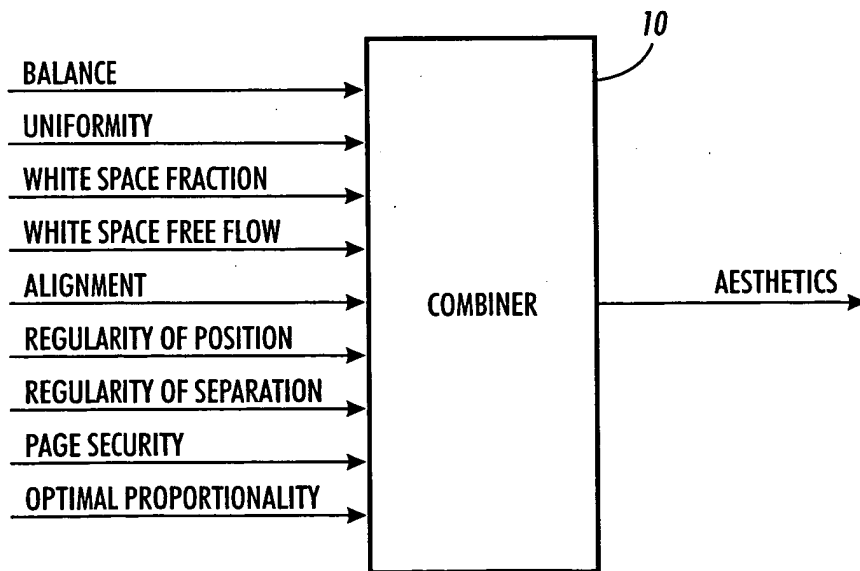 10
BALANCE
UNIFORMITY
WHITE SPACE FRACTION
WHITE SPACE FREE FLOW
ALIGNMENT
REGULARITY OF POSITION
REGULARITY OF SEPARATION
PAGE SECURITY
OPTIMAL PROPORTIONALITY
COMBINER
AESTHETICS